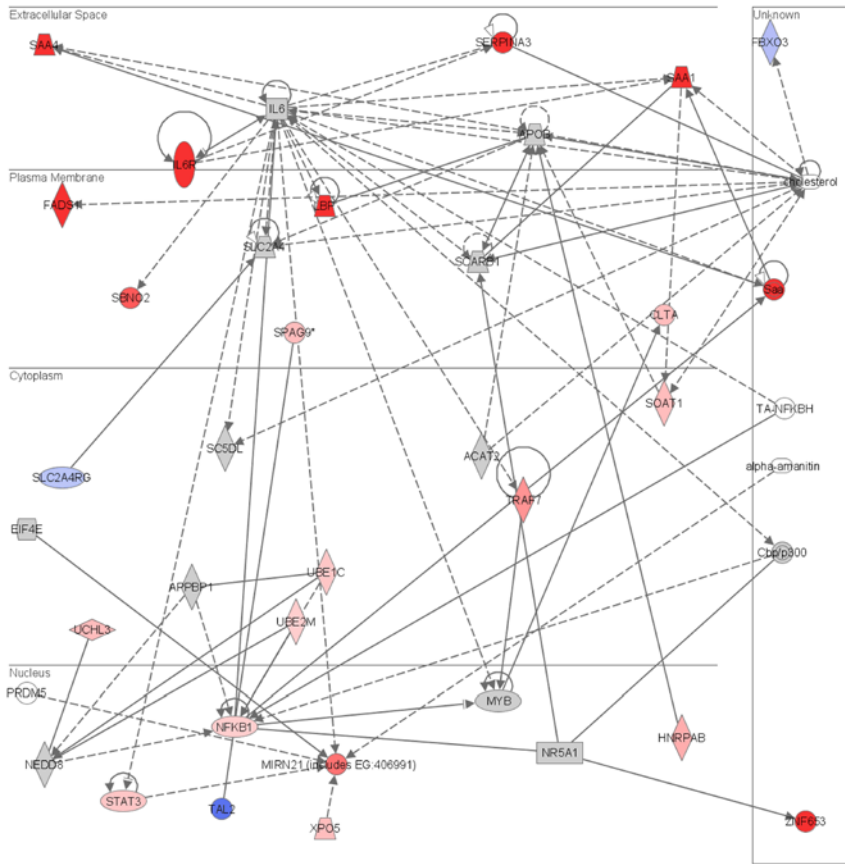 Extracellular Space
Unknown
SAA4
SERPINA3
FBXO3
SAA1
IL6
APOB
IL6R
Plasma Membrane
cholesterol
FADS1
LBP
SLC2A4
SCARB1
Saa
SBNO2
CLTA
SPAG9*
Cytoplasm
SOAT1
TA-NFKBH
SC5DL
ACAT2
SLC2A4RG
alpha-amanitin
TRAF7
EIF4E
Cbp/p300
UBE1C
APPBP1
UBE2M
UCHL3
Nucleus
PRDM5
MYB
NFKB1
HNRPAB
NR5A1
NEDD8
MIRN21 (includes EG:406991)
STAT3
TAL2
XPO5
ZNF653